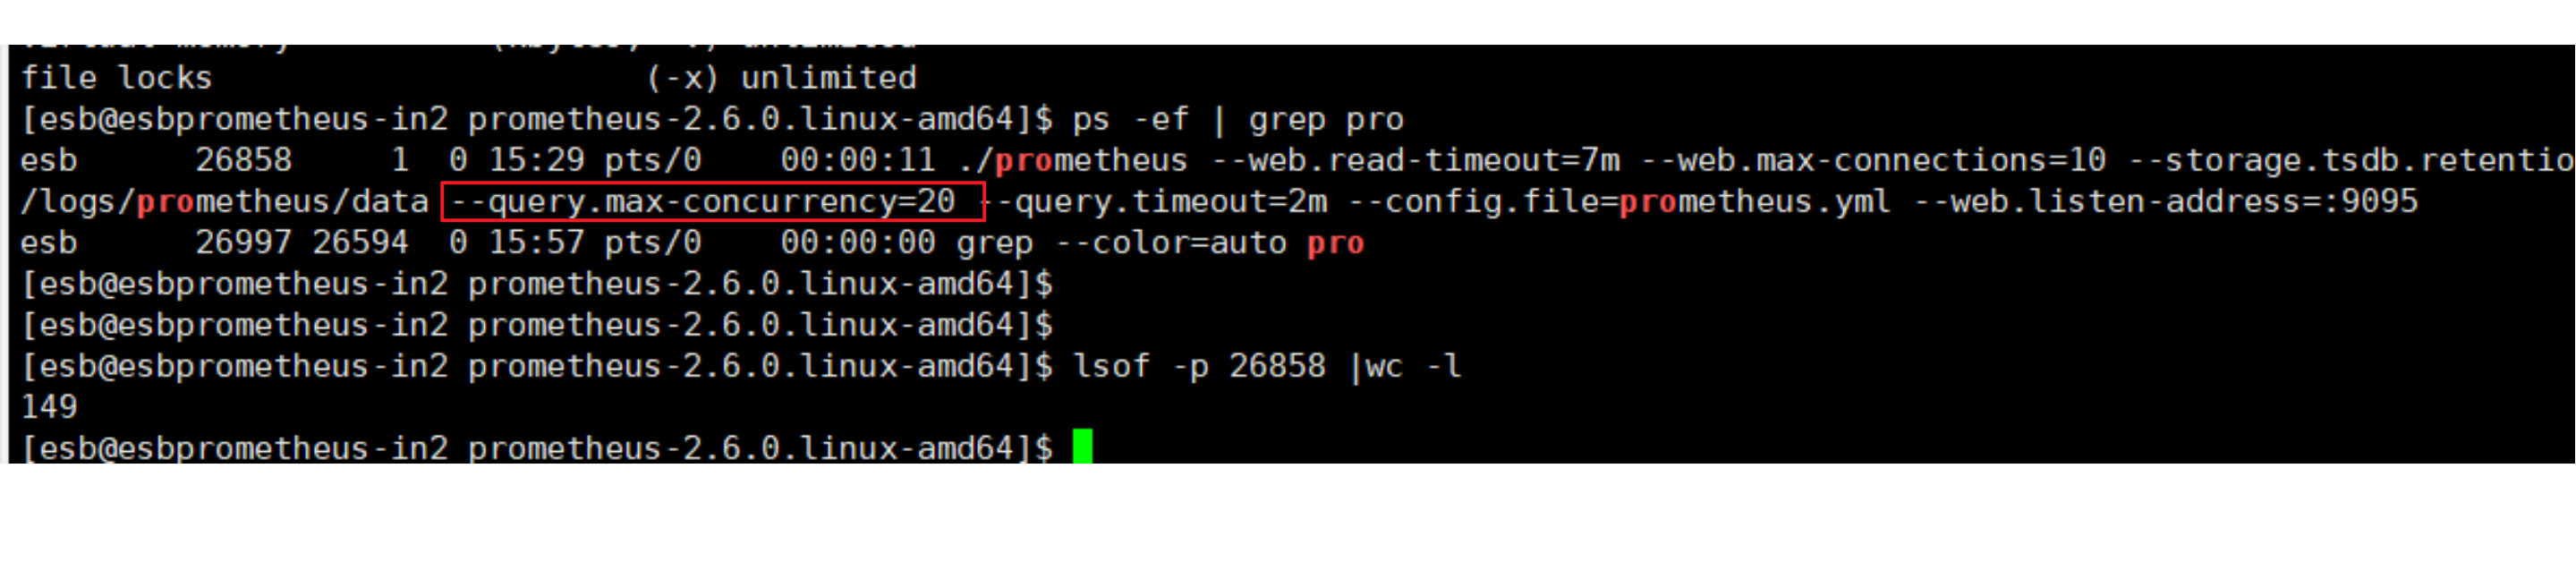 file locks                      (-x) unlimited
[esb@esbprometheus-in2 prometheus-2.6.0.linux-amd64]$ ps -ef | grep pro
esb      26858     1  0 15:29 pts/0    00:00:11 ./prometheus --web.read-timeout=7m --web.max-connections=10 --storage.tsdb.retentio
/logs/prometheus/data --query.max-concurrency=20 --query.timeout=2m --config.file=prometheus.yml --web.listen-address=:9095
esb      26997 26594  0 15:57 pts/0    00:00:00 grep --color=auto pro
[esb@esbprometheus-in2 prometheus-2.6.0.linux-amd64]$
[esb@esbprometheus-in2 prometheus-2.6.0.linux-amd64]$
[esb@esbprometheus-in2 prometheus-2.6.0.linux-amd64]$ lsof -p 26858 |wc -l
149
[esb@esbprometheus-in2 prometheus-2.6.0.linux-amd64]$